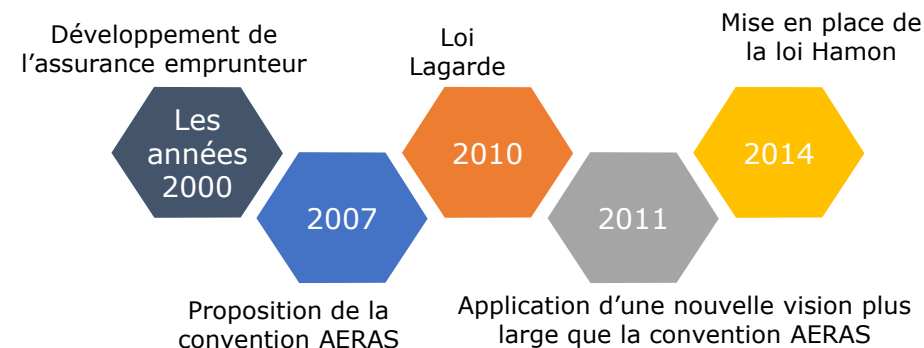 Développement de
l’assurance emprunteur
Les
années
2000
2007
Proposition de la
convention AERAS
Loi
Lagarde
2010
2011
Application d’une nouvelle vision plus
large que la convention AERAS
Mise en place de
la loi Hamon
2014